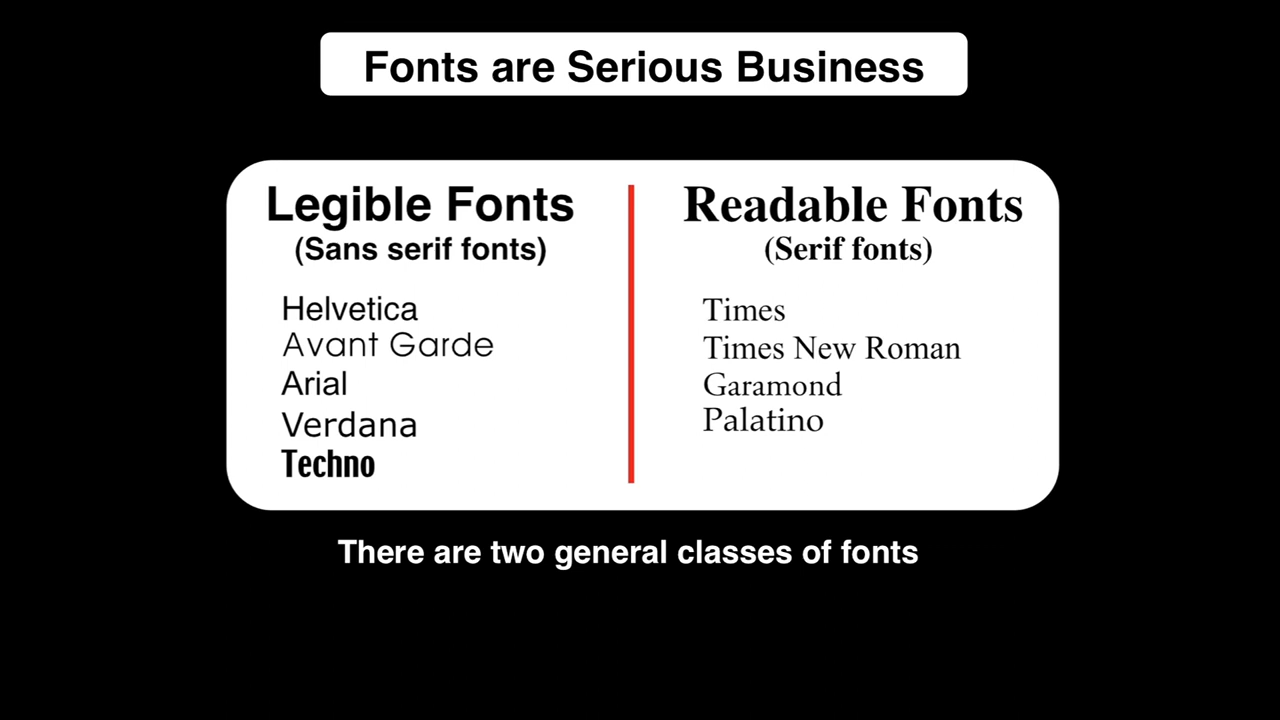 Fonts are Serious Business
Legible Fonts
(Sans serif fonts)
Helvetica
Avant Garde
Arial
Verdana
Techno
Readable Fonts
(Serif fonts)
Times
Times New Roman
Garamond
Palatino
There are two general classes of fonts